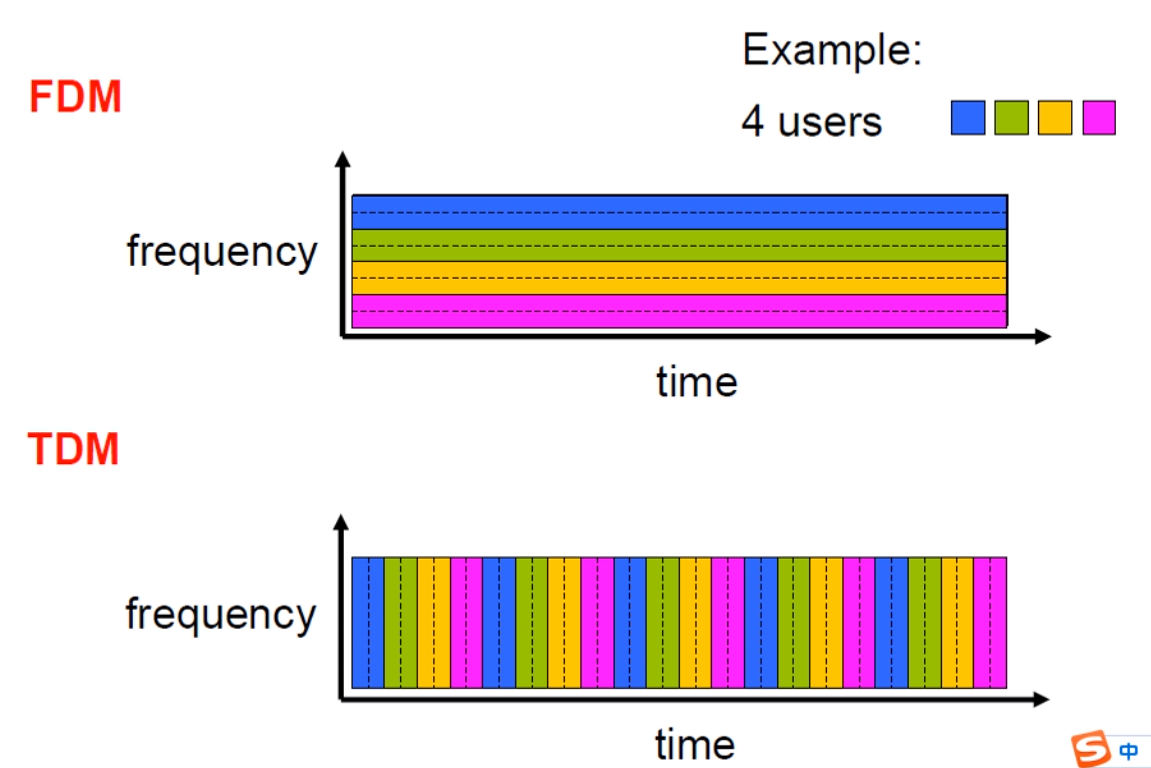 Example:
FDM
4 users
frequency
time
TDM
frequency
time
S 中